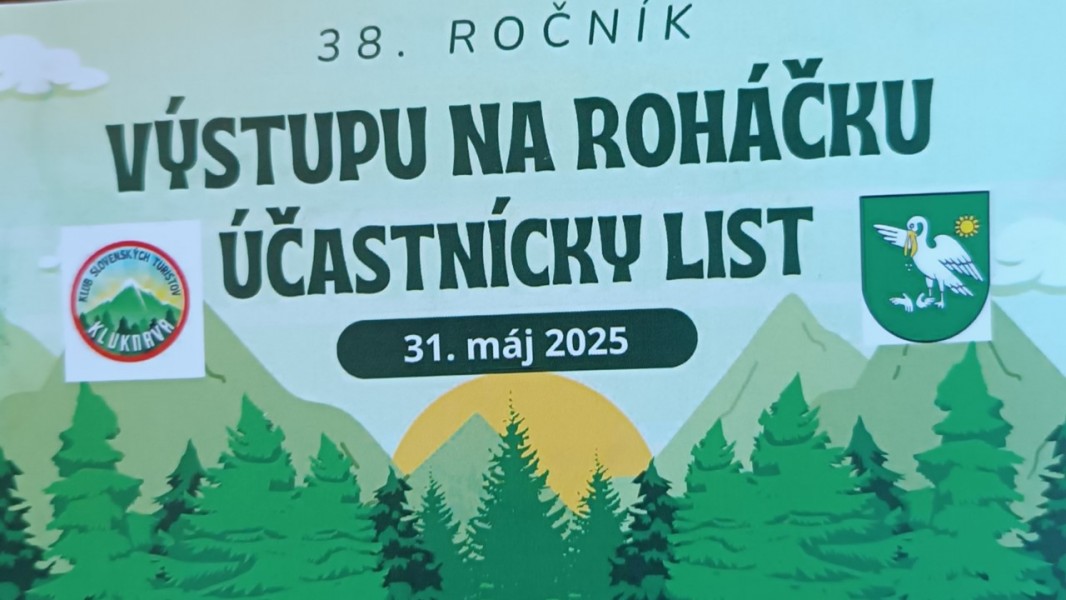 38. ROČNÍK
VÝSTUPU NA ROHÁČKU
ÚČASTNÍCKY LIST
KLUB SLOVENSKÝCH TURISTOV
KLUKNAVA
31. máj 2025